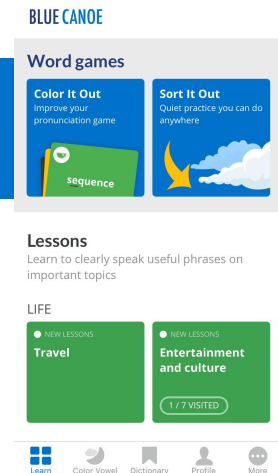 BLUE CANOE
Word games
Color It Out
Improve your
pronunciation game
sequence
Sort It Out
Quiet practice you can do
anywhere
Lessons
Learn to clearly speak useful phrases on
important topics
LIFE
NEW LESSONS
Travel
NEW LESSONS
Entertainment
and culture
1 / 7 VISITED
Learn
Color Vowel
Dictionary
Profile
More